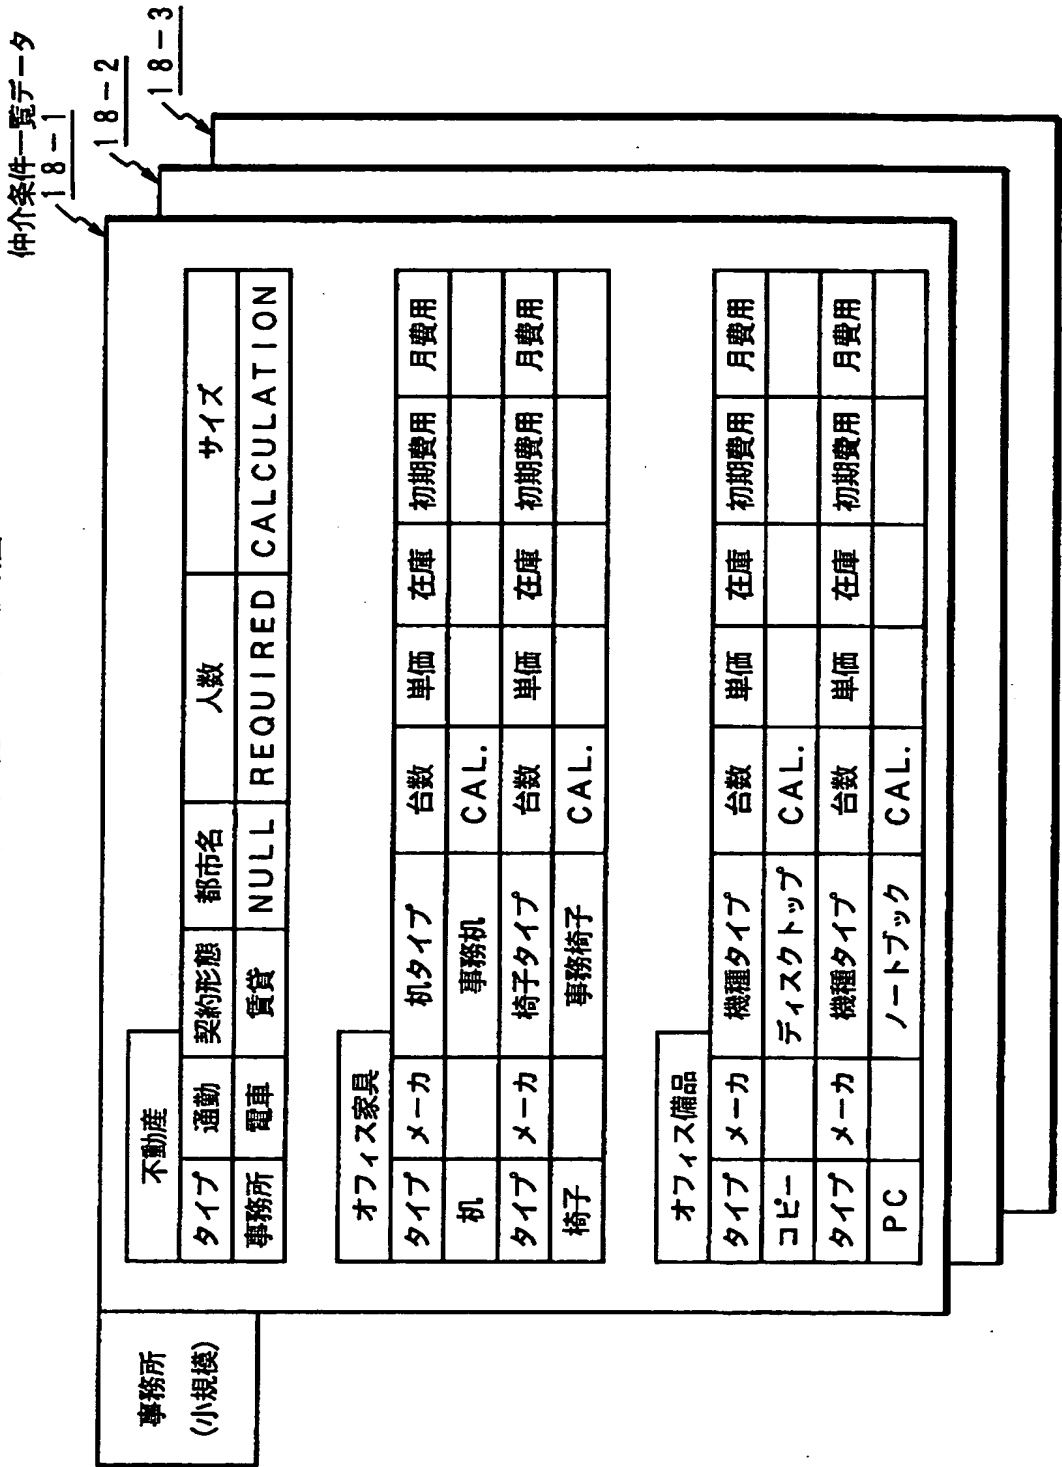 仲介条件一覧データ
18-1
18-2
18-3
事務所
(小規模)
不動産
タイプ 通勤 契約形態 都市名 人数 サイズ
事務所 電車 賃貸 NULL REQUIRED CALCULATION
オフィス家具
タイプ メーカ 机タイプ 台数 単価 在庫 初期費用 月費用
机 事務机 CAL.
タイプ メーカ 椅子タイプ 台数 単価 在庫 初期費用 月費用
椅子 事務椅子 CAL.
オフィス備品
タイプ メーカ 機種タイプ 台数 単価 在庫 初期費用 月費用
コピー ディスクトップ CAL.
タイプ メーカ 機種タイプ 台数 単価 在庫 初期費用 月費用
PC ノートブック CAL.